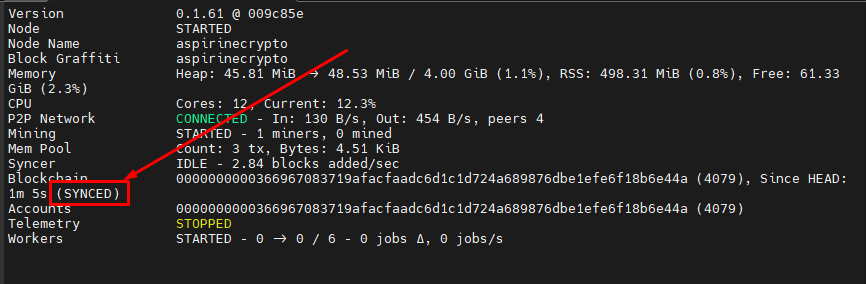 Version 0.1.61 @ 009c85e
Node STARTED
Node Name aspirinecrypto
Block Graffiti aspirinecrypto
Memory Heap: 45.81 MiB → 48.53 MiB / 4.00 GiB (1.1%), RSS: 498.31 MiB (0.8%), Free: 61.33
GiB (2.3%)
CPU Cores: 12, Current: 12.3%
P2P Network CONNECTED - In: 130 B/s, Out: 454 B/s, peers 4
Mining STARTED - 1 miners, 0 mined
Mem Pool Count: 3 tx, Bytes: 4.51 KiB
Syncer IDLE - 2.84 blocks added/sec
Blockchain 0000000000366967083719afacfaadc6d1c1d724a689876dbe1efe6f18b6e44a (4079), Since HEAD:
1m 5s (SYNCED)
Accounts 0000000000366967083719afacfaadc6d1c1d724a689876dbe1efe6f18b6e44a (4079)
Telemetry STOPPED
Workers STARTED - 0 → 0 / 6 - 0 jobs Δ, 0 jobs/s